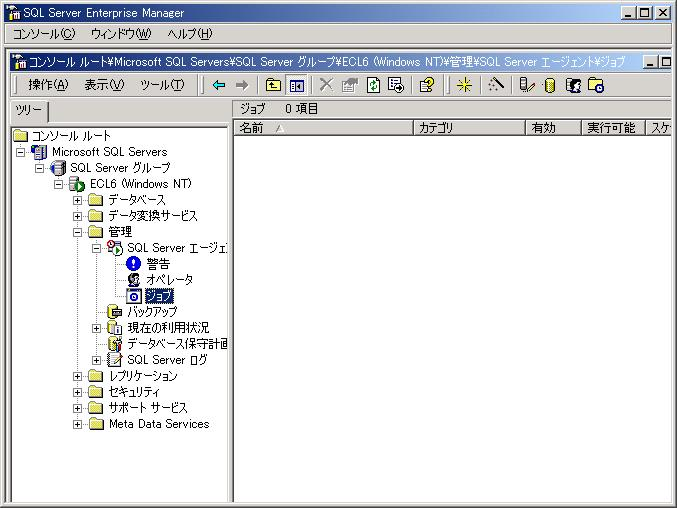 SQL Server Enterprise Manager
コンソール(C) ウィンドウ(W) ヘルプ(H)
コンソール ルート¥Microsoft SQL Servers¥SQL Server グループ¥ECL6 (Windows NT)¥管理¥SQL Server エージェント¥ジョブ
操作(A) 表示(V) ツール(T)
ツリー
ジョブ 0 項目
名前 カテゴリ 有効 実行可能 スケ
コンソール ルート
Microsoft SQL Servers
SQL Server グループ
ECL6 (Windows NT)
データベース
データ変換サービス
管理
SQL Server エージェ
警告
オペレータ
ジョブ
バックアップ
現在の利用状況
データベース保守計画
SQL Server ログ
レプリケーション
セキュリティ
サポート サービス
Meta Data Services